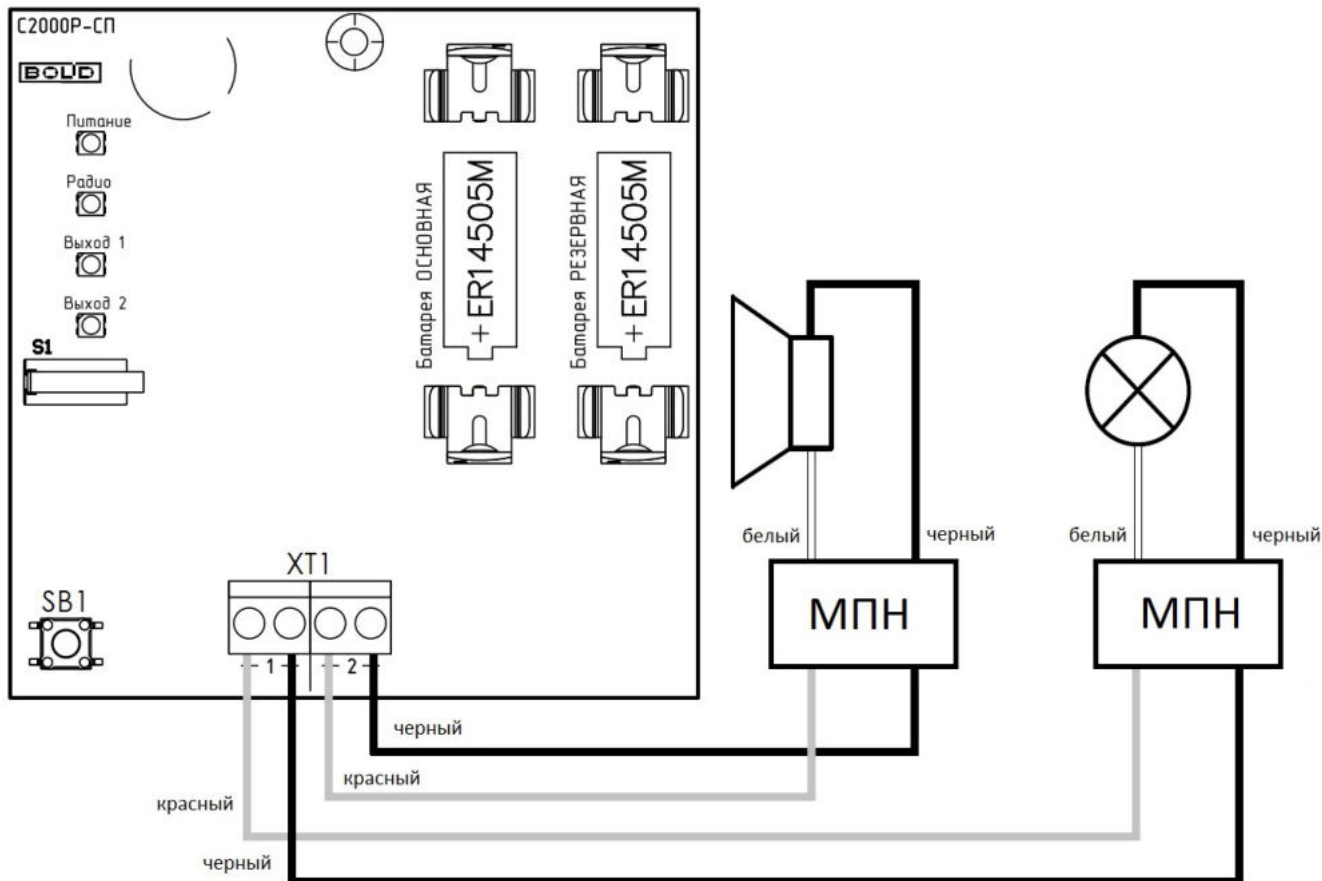 С2000Р-СП
BOLID
Питание
Радио
Выход 1
Выход 2
S1
Батарея ОСНОВНАЯ
+ ER14505M
Батарея РЕЗЕРВНАЯ
+ ER14505M
белый
черный
белый
черный
МПН
МПН
XT1
SB1
1
2
черный
красный
красный
черный